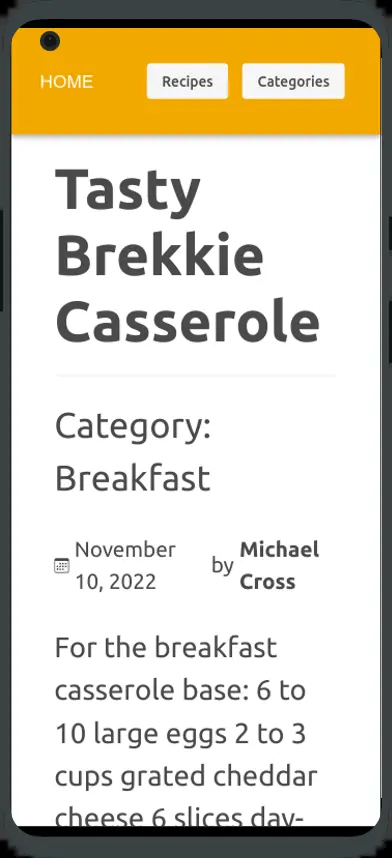 HOME Recipes Categories
Tasty
Brekkie
Casserole
Category:
Breakfast
November
10, 2022
by
Michael
Cross
For the breakfast
casserole base: 6 to
10 large eggs 2 to 3
cups grated cheddar
cheese 6 slices day-